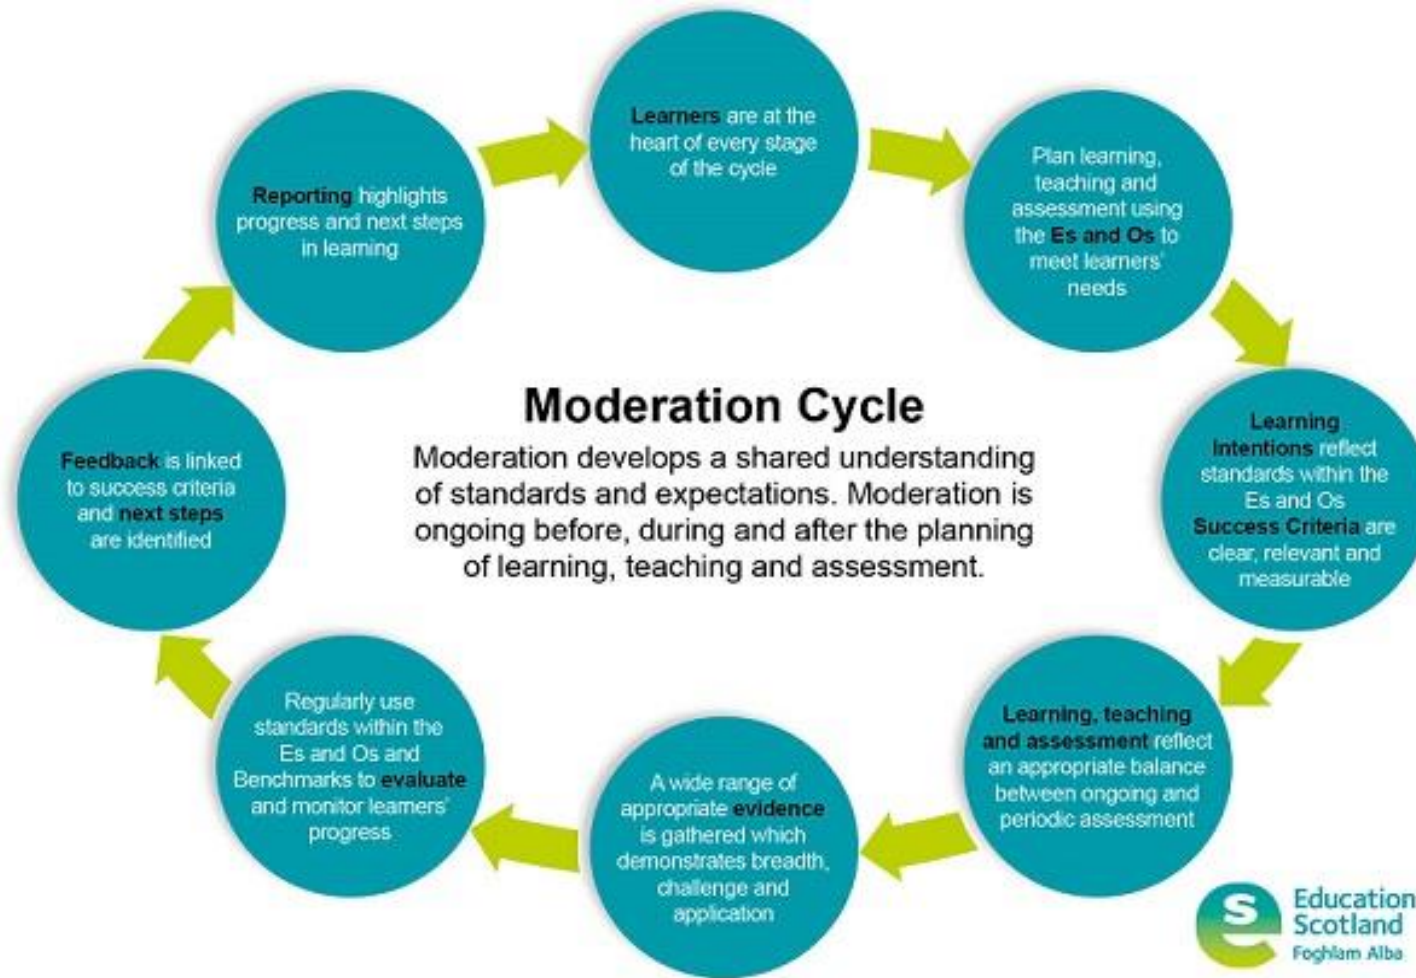 Learners are at the
heart of every stage
of the cycle
Plan learning,
teaching and
assessment using
the Es and Os to
meet learners'
needs
Learning
Intentions reflect
standards within the
Es and Os
Success Criteria are
clear, relevant and
measurable
Learning, teaching
and assessment reflect
an appropriate balance
between ongoing and
periodic assessment
A wide range of
appropriate evidence
is gathered which
demonstrates breadth,
challenge and
application
Regularly use
standards within the
Es and Os and
Benchmarks to evaluate
and monitor learners'
progress
Feedback is linked
to success criteria
and next steps
are identified
Reporting highlights
progress and next steps
in learning
Moderation Cycle
Moderation develops a shared understanding
of standards and expectations. Moderation is
ongoing before, during and after the planning
of learning, teaching and assessment.
Education
Scotland
Foghlam Alba